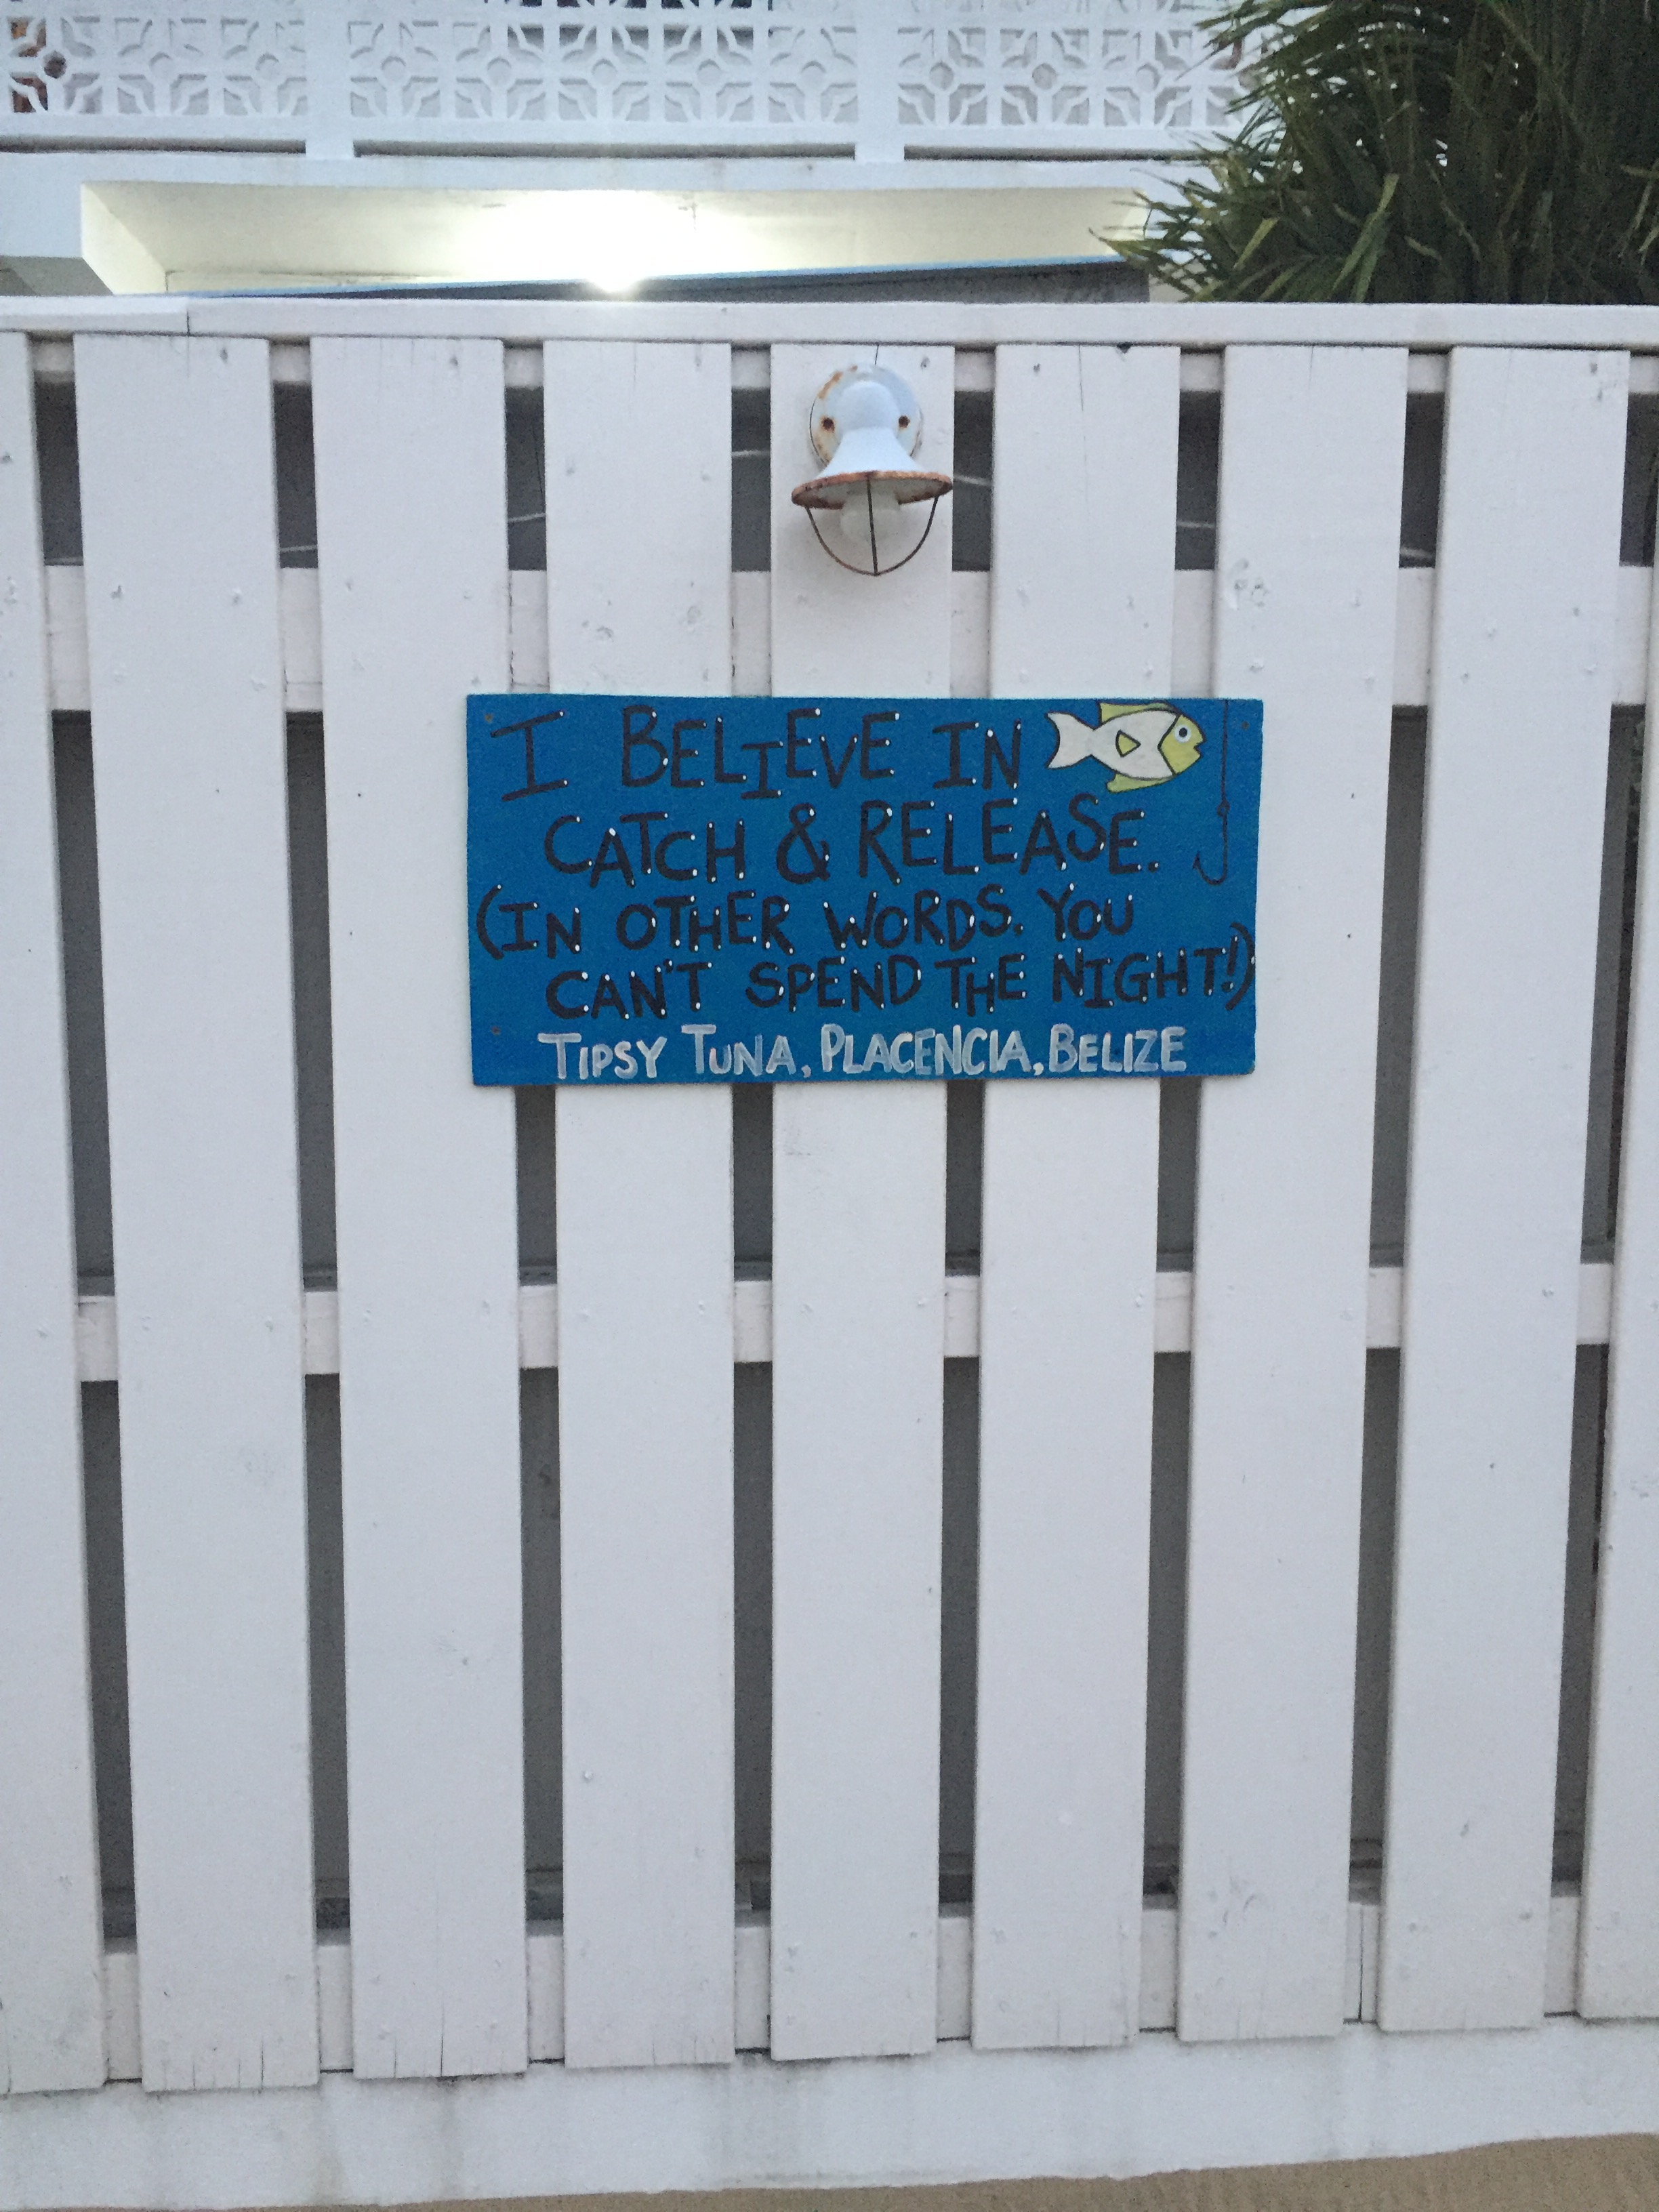 I BELIEVE IN
CATCH & RELEASE.
(IN OTHER WORDS. YOU
CAN'T SPEND THE NIGHT!)
TIPSY TUNA, PLACENCIA, BELIZE